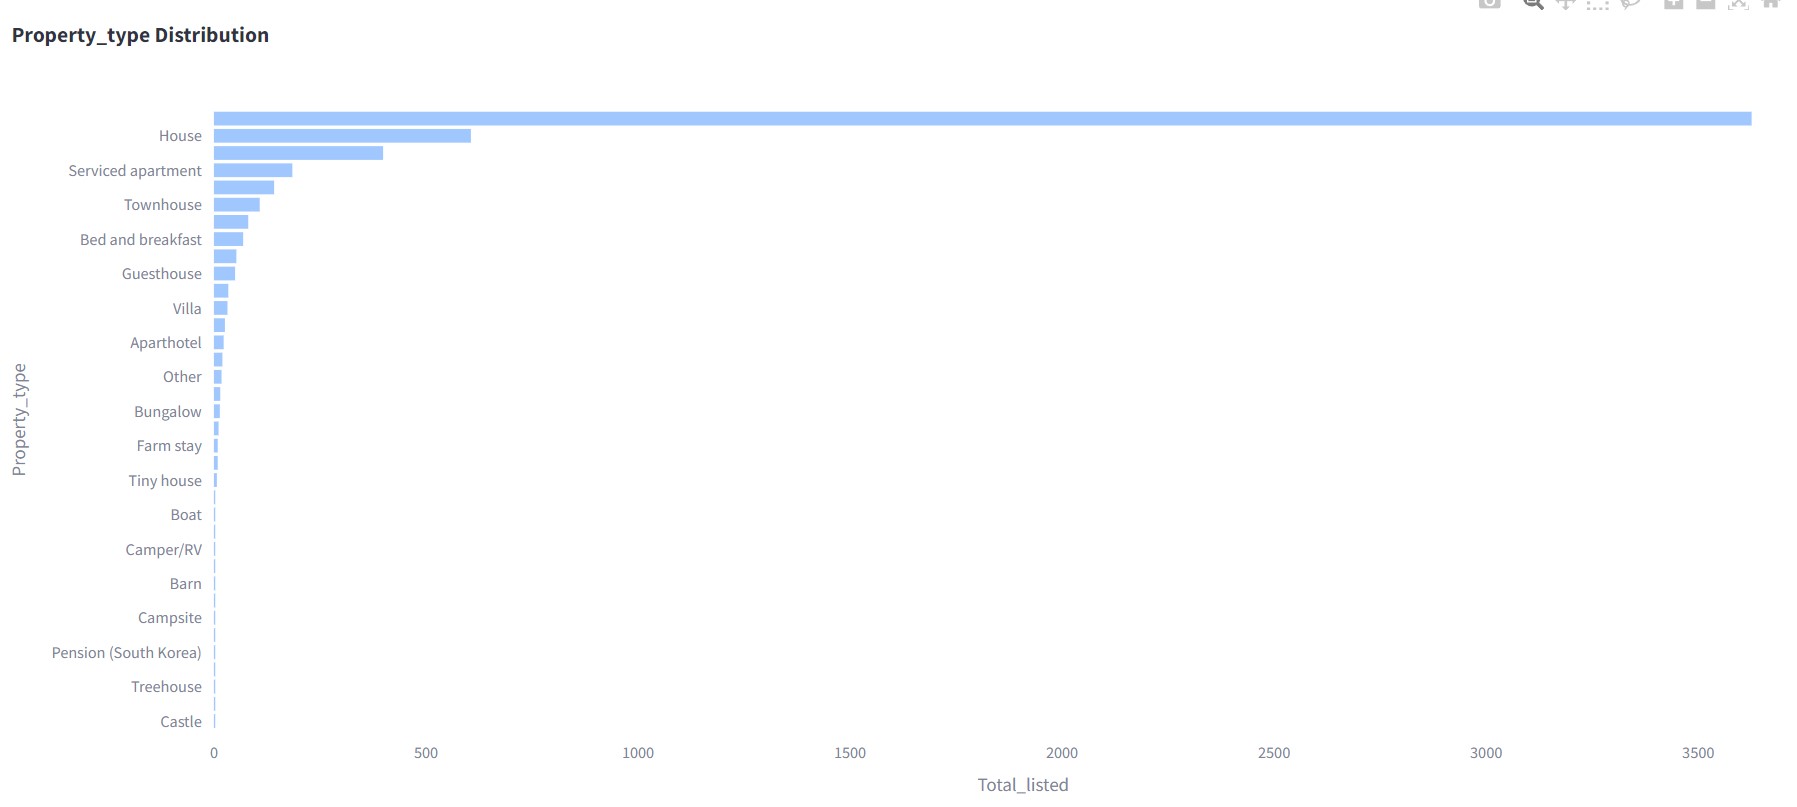 Property_type Distribution
House
Serviced apartment
Townhouse
Bed and breakfast
Guesthouse
Villa
Aparthotel
Other
Bungalow
Farm stay
Tiny house
Boat
Camper/RV
Barn
Campsite
Pension (South Korea)
Treehouse
Castle
Property_type
0 500 1000 1500 2000 2500 3000 3500
Total_listed